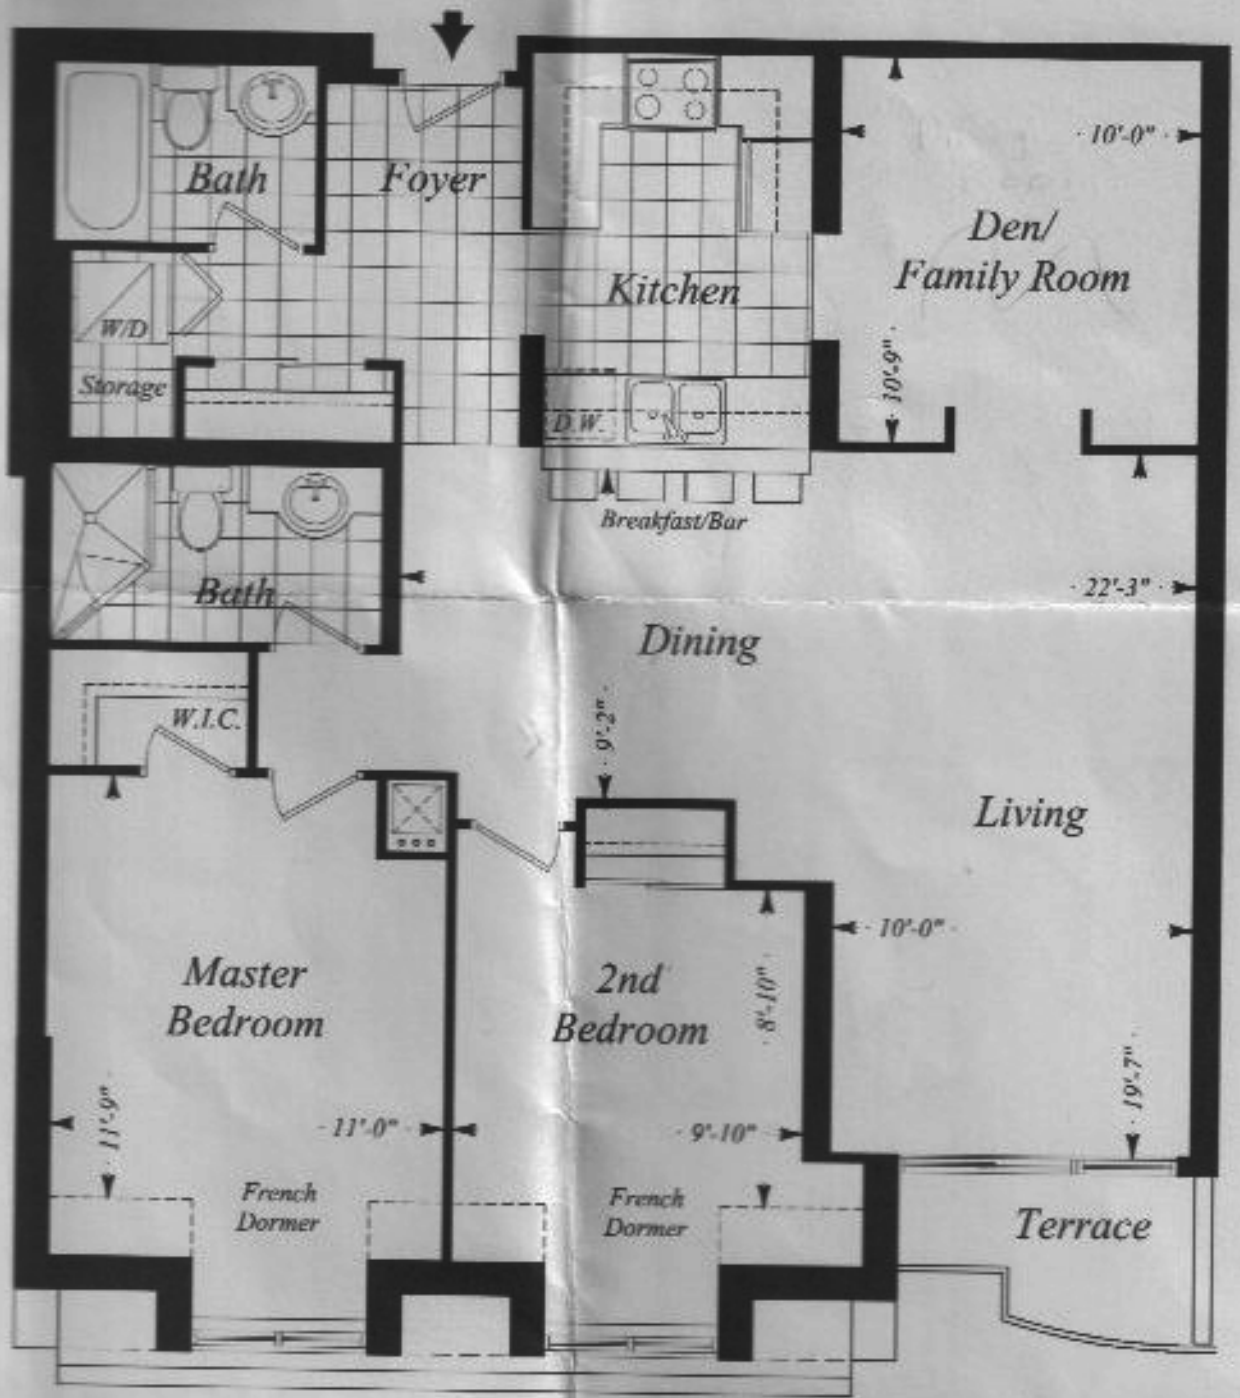 Bath
Foyer
· 10'-0" ·
Den/
Family Room
Kitchen
W/D
Storage
· 10'-9" ·
D.W.
Breakfast/Bar
Bath
· 22'-3" ·
Dining
W.I.C.
· 9'-2" ·
Living
· 10'-0" ·
Master
Bedroom
2nd
Bedroom
· 8'-10" ·
· 11'-9" ·
· 11'-0" ·
· 9'-10" ·
· 19'-7" ·
French
Dormer
French
Dormer
Terrace